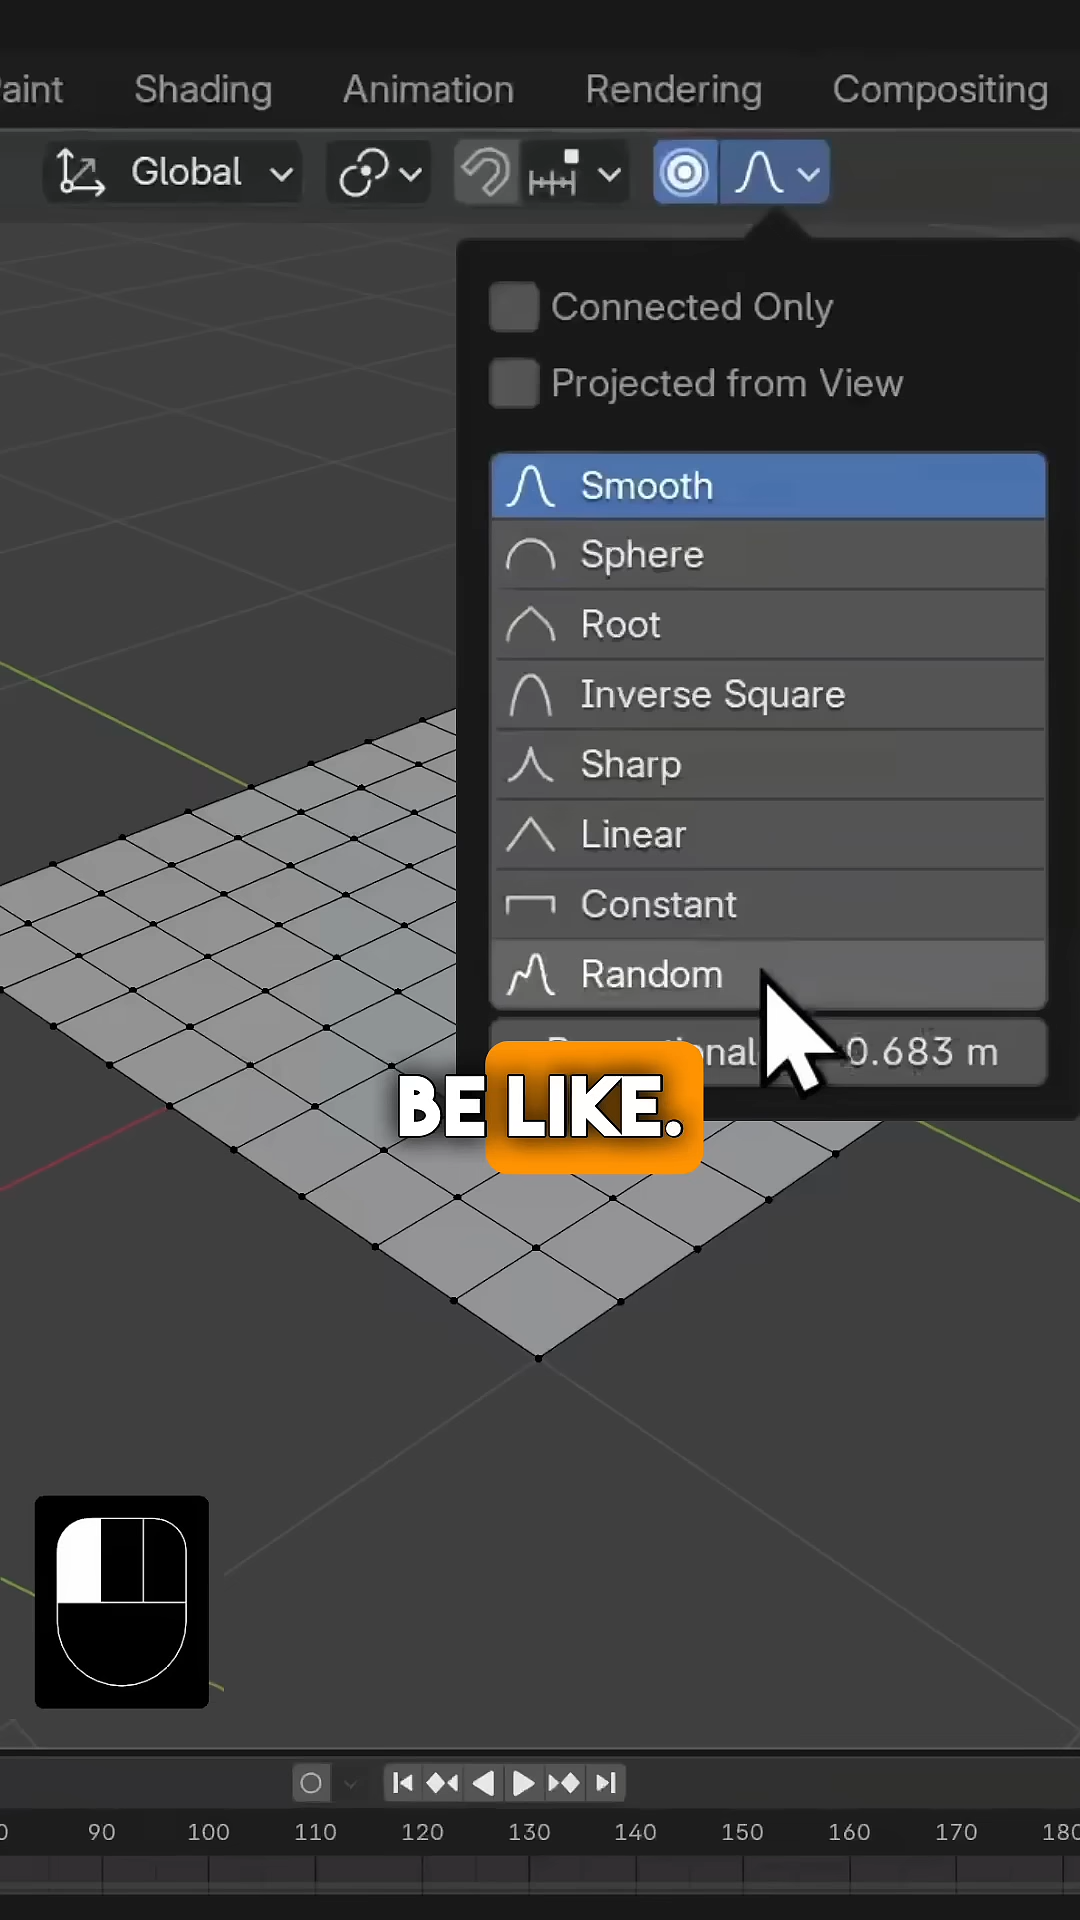 aint Shading Animation Rendering Compositing
Global
Connected Only
Projected from View
Smooth
Sphere
Root
Inverse Square
Sharp
Linear
Constant
Random
0.683 m
BE LIKE.
90 100 110 120 130 140 150 160 170 180